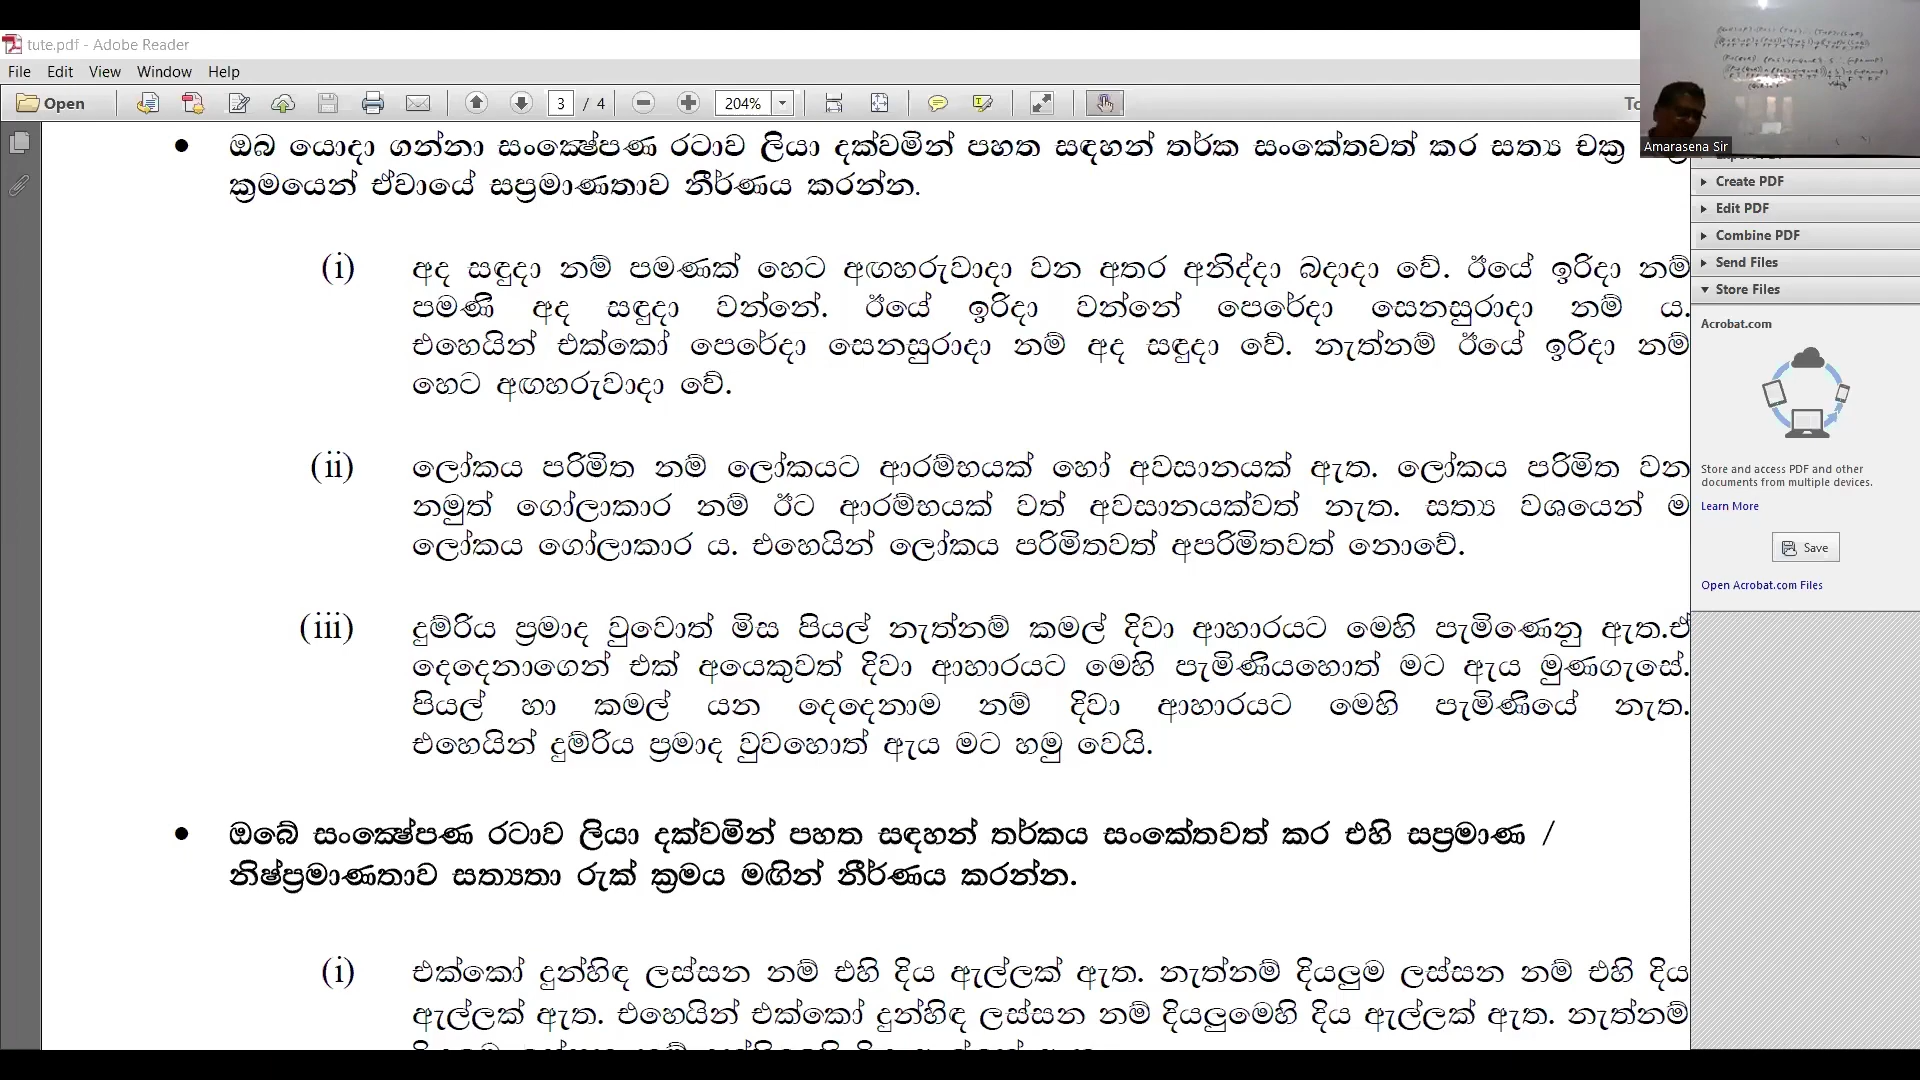 tute.pdf - Adobe Reader
File Edit View Window Help
Open 3 / 4 204%
Amarasena Sir
• ඔබ යොදා ගන්නා සංක්‍ෂේපණ රටාව ලියා දක්වමින් පහත සඳහන් තර්ක සංකේතවත් කර සත්‍ය වක්‍ර
ක්‍රමයෙන් ඒවායේ සප්‍රමාණතාව නීර්ණය කරන්න.
(i) අද සඳුදා නම් පමණක් හෙට අඟහරුවාදා වන අතර අනිද්දා බදාදා වේ. ඊයේ ඉරිදා නම්
පමණි අද සඳුදා වන්නේ. ඊයේ ඉරිදා වන්නේ පෙරේදා සෙනසුරාදා නම් ය.
එහෙයින් එක්කෝ පෙරේදා සෙනසුරාදා නම් අද සඳුදා වේ. නැත්නම් ඊයේ ඉරිදා නම්
හෙට අඟහරුවාදා වේ.
(ii) ලෝකය පරිමිත නම් ලෝකයට ආරම්භයක් හෝ අවසානයක් ඇත. ලෝකය පරිමිත වන
නමුත් ගෝලාකාර නම් ඊට ආරම්භයක් වත් අවසානයක්වත් නැත. සත්‍ය වශයෙන් ම
ලෝකය ගෝලාකාර ය. එහෙයින් ලෝකය පරිමිතවත් අපරිමිතවත් නොවේ.
(iii) දුම්රිය ප්‍රමාද වුවොත් මිස පියල් නැත්නම් කමල් දිවා ආහාරයට මෙහි පැමිණෙනු ඇත.එ
දෙදෙනාගෙන් එක් අයෙකුවත් දිවා ආහාරයට මෙහි පැමිණියහොත් මට ඇය මුණගැසේ.
පියල් හා කමල් යන දෙදෙනාම නම් දිවා ආහාරයට මෙහි පැමිණියේ නැත.
එහෙයින් දුම්රිය ප්‍රමාද වුවහොත් ඇය මට හමු වෙයි.
• ඔබේ සංක්‍ෂේපණ රටාව ලියා දක්වමින් පහත සඳහන් තර්කය සංකේතවත් කර එහි සප්‍රමාණ /
නිෂ්ප්‍රමාණතාව සත්‍යතා රුක් ක්‍රමය මඟින් නීර්ණය කරන්න.
(i) එක්කෝ දුන්හිඳ ලස්සන නම් එහි දිය ඇල්ලක් ඇත. නැත්නම් දියලුම ලස්සන නම් එහි දිය
ඇල්ලක් ඇත. එහෙයින් එක්කෝ දුන්හිඳ ලස්සන නම් දියලුමෙහි දිය ඇල්ලක් ඇත. නැත්නම්
Create PDF
Edit PDF
Combine PDF
Send Files
Store Files
Acrobat.com
Store and access PDF and other
documents from multiple devices.
Learn More
Save
Open Acrobat.com Files